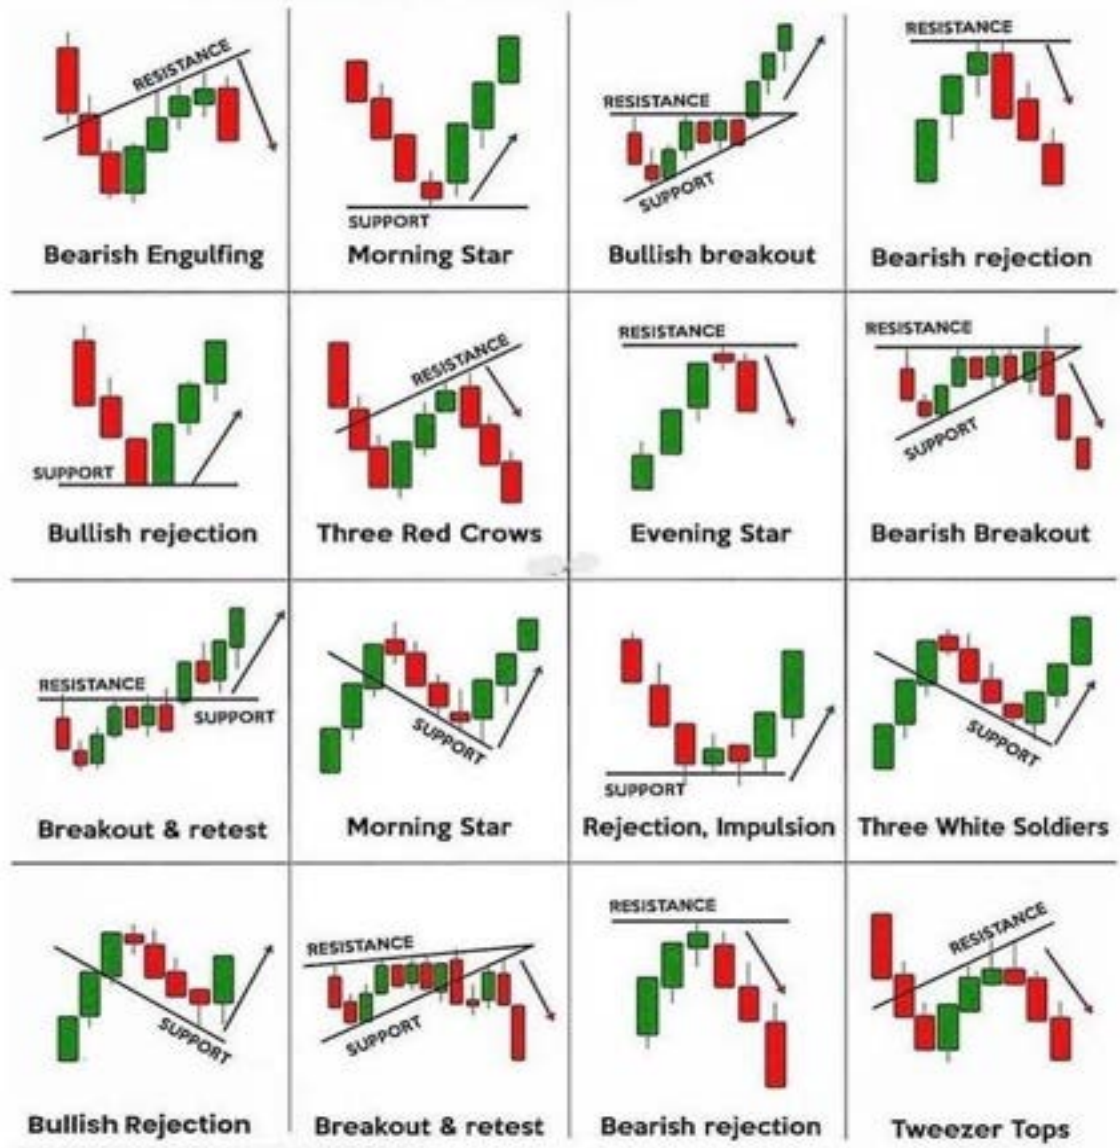 RESISTANCE
Bearish Engulfing
SUPPORT
Morning Star
RESISTANCE
SUPPORT
Bullish breakout
RESISTANCE
Bearish rejection
SUPPORT
Bullish rejection
RESISTANCE
Three Red Crows
RESISTANCE
Evening Star
RESISTANCE
SUPPORT
Bearish Breakout
RESISTANCE
SUPPORT
Breakout & retest
SUPPORT
Morning Star
SUPPORT
Rejection, Impulsion
SUPPORT
Three White Soldiers
SUPPORT
Bullish Rejection
RESISTANCE
SUPPORT
Breakout & retest
RESISTANCE
Bearish rejection
RESISTANCE
Tweezer Tops